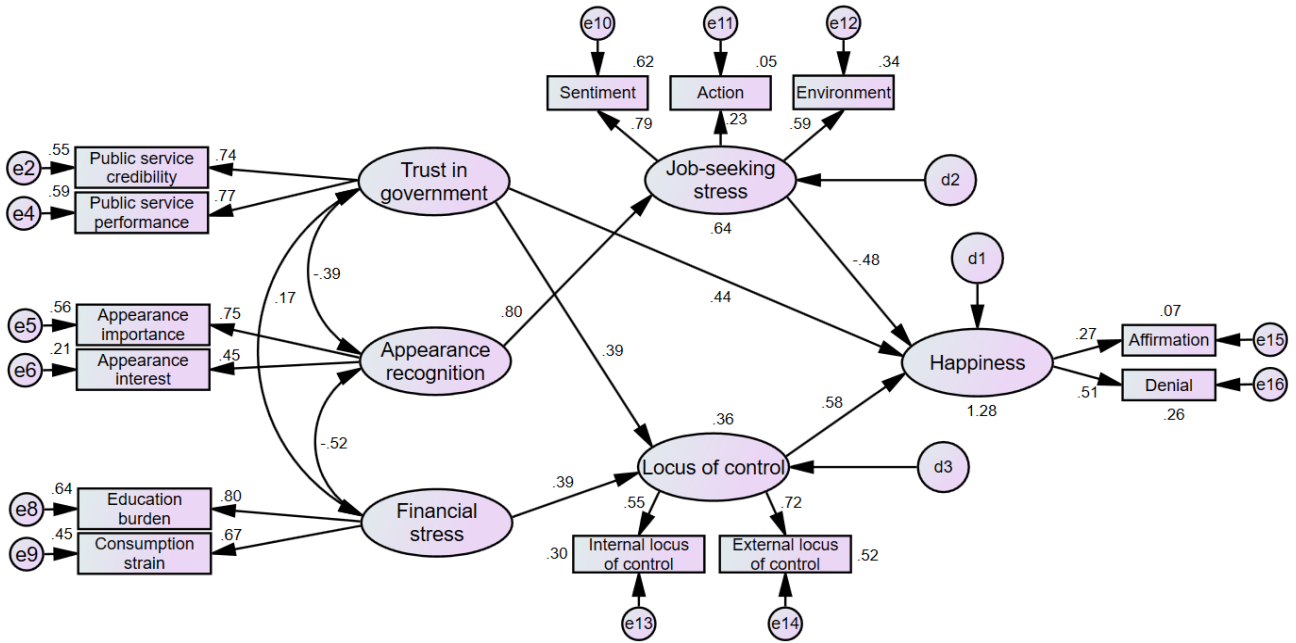 e10
e11
e12
.62
.05
.34
Sentiment
Action
Environment
.79
.23
.59
.55
e2
Public service
credibility
.74
.59
e4
Public service
performance
.77
Trust in
government
Job-seeking
stress
.64
d2
d1
-.39
.17
.80
.44
-.48
.56
e5
Appearance
importance
.75
.21
e6
Appearance
interest
.45
Appearance
recognition
.39
Happiness
1.28
.27
.07
Affirmation
e15
.51
Denial
e16
.26
-.52
.58
.36
Locus of control
d3
.39
.64
e8
Education
burden
.80
.45
e9
Consumption
strain
.67
Financial
stress
.55
.72
.30
Internal locus
of control
External locus
of control
.52
e13
e14